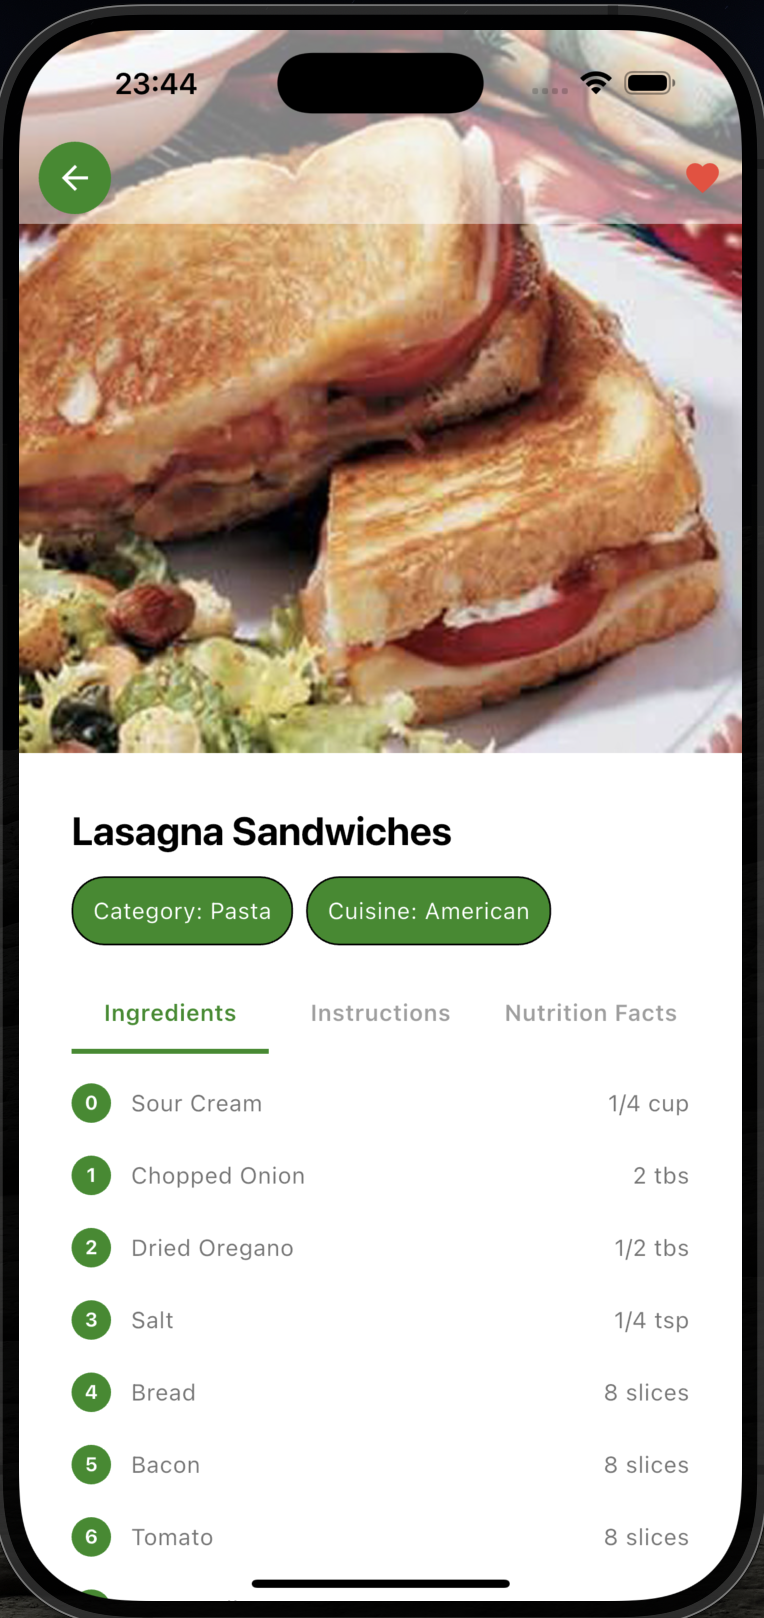 23:44
Lasagna Sandwiches
Category: Pasta Cuisine: American
Ingredients Instructions Nutrition Facts
0 Sour Cream 1/4 cup
1 Chopped Onion 2 tbs
2 Dried Oregano 1/2 tbs
3 Salt 1/4 tsp
4 Bread 8 slices
5 Bacon 8 slices
6 Tomato 8 slices